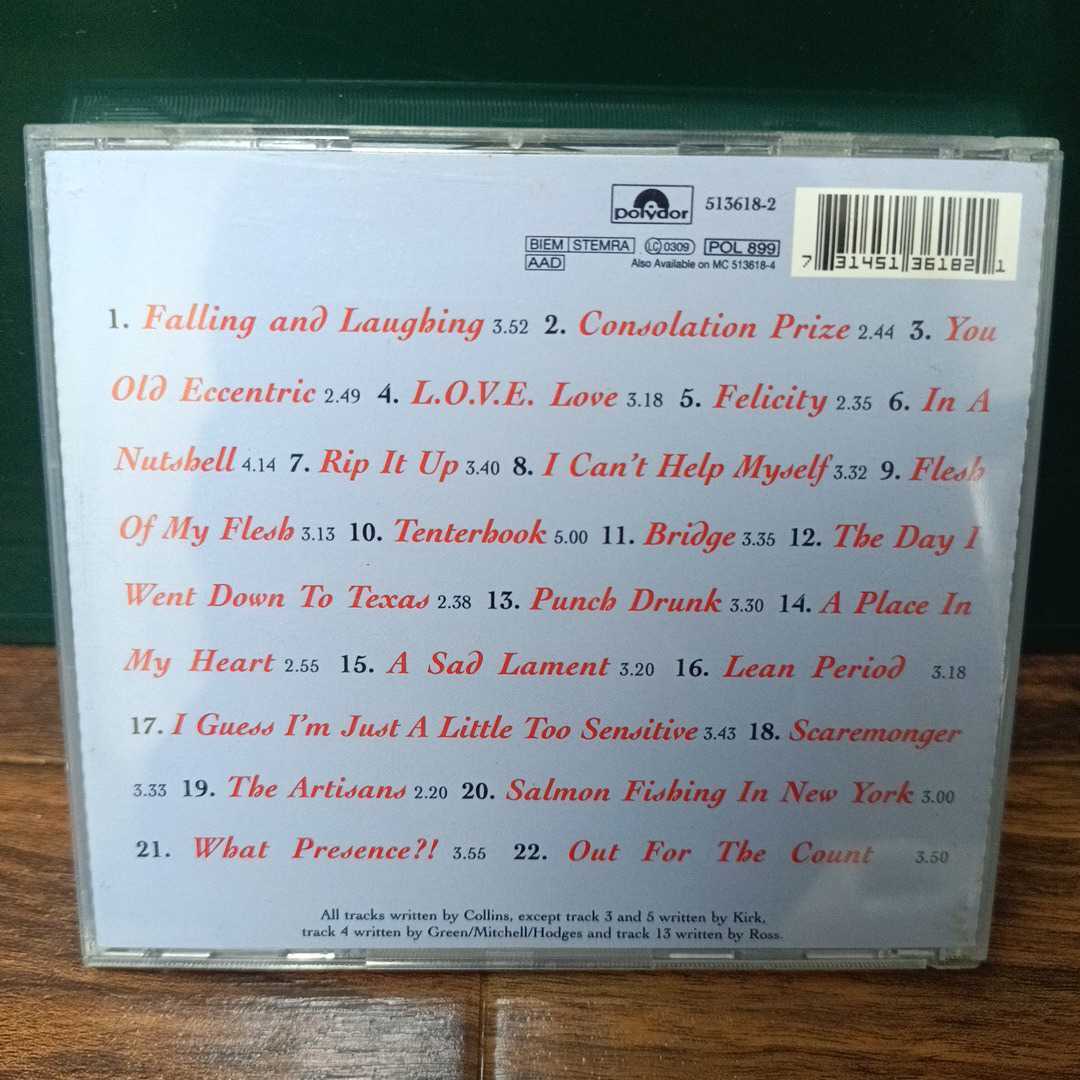 polydor 513618-2
BIEM STEMRA LC 0309 POL 899
AAD Also Available on MC 513618-4
7 31451 36182 1
1. Falling and Laughing 3.52 2. Consolation Prize 2.44 3. You
Old Eccentric 2.49 4. L.O.V.E. Love 3.18 5. Felicity 2.35 6. In A
Nutshell 4.14 7. Rip It Up 3.40 8. I Can't Help Myself 3.32 9. Flesh
Of My Flesh 3.13 10. Tenterhook 5.00 11. Bridge 3.35 12. The Day I
Went Down To Texas 2.38 13. Punch Drunk 3.30 14. A Place In
My Heart 2.55 15. A Sad Lament 3.20 16. Lean Period 3.18
17. I Guess I'm Just A Little Too Sensitive 3.43 18. Scaremonger
3.33 19. The Artisans 2.20 20. Salmon Fishing In New York 3.00
21. What Presence?! 3.55 22. Out For The Count 3.50
All tracks written by Collins, except track 3 and 5 written by Kirk,
track 4 written by Green/Mitchell/Hodges and track 13 written by Ross.